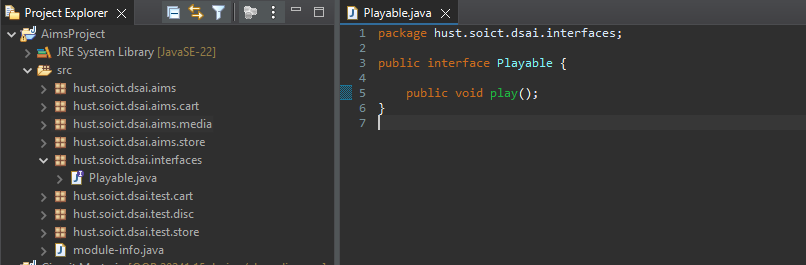 Project Explorer
AimsProject
JRE System Library [JavaSE-22]
src
hust.soict.dsai.aims
hust.soict.dsai.aims.cart
hust.soict.dsai.aims.media
hust.soict.dsai.aims.store
hust.soict.dsai.interfaces
Playable.java
hust.soict.dsai.test.cart
hust.soict.dsai.test.disc
hust.soict.dsai.test.store
module-info.java
Playable.java
1 package hust.soict.dsai.interfaces;
2
3 public interface Playable {
4
5 public void play();
6 }
7